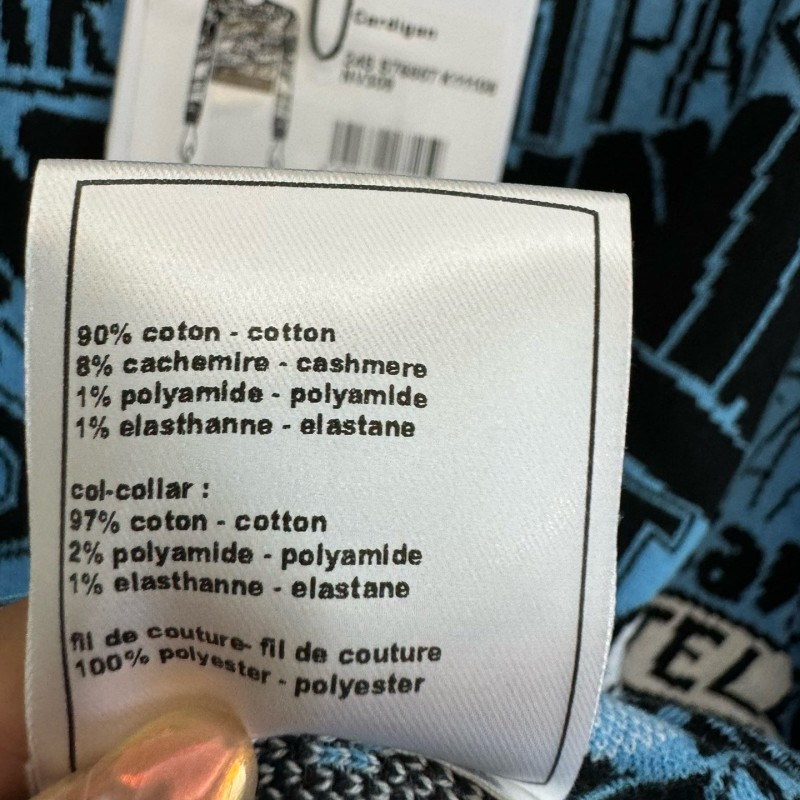 Cardigan
90% coton - cotton
8% cachemire - cashmere
1% polyamide - polyamide
1% elasthanne - elastane
col-collar :
97% coton - cotton
2% polyamide - polyamide
1% elasthanne - elastane
fil de couture- fil de couture
100% polyester - polyester
TEL